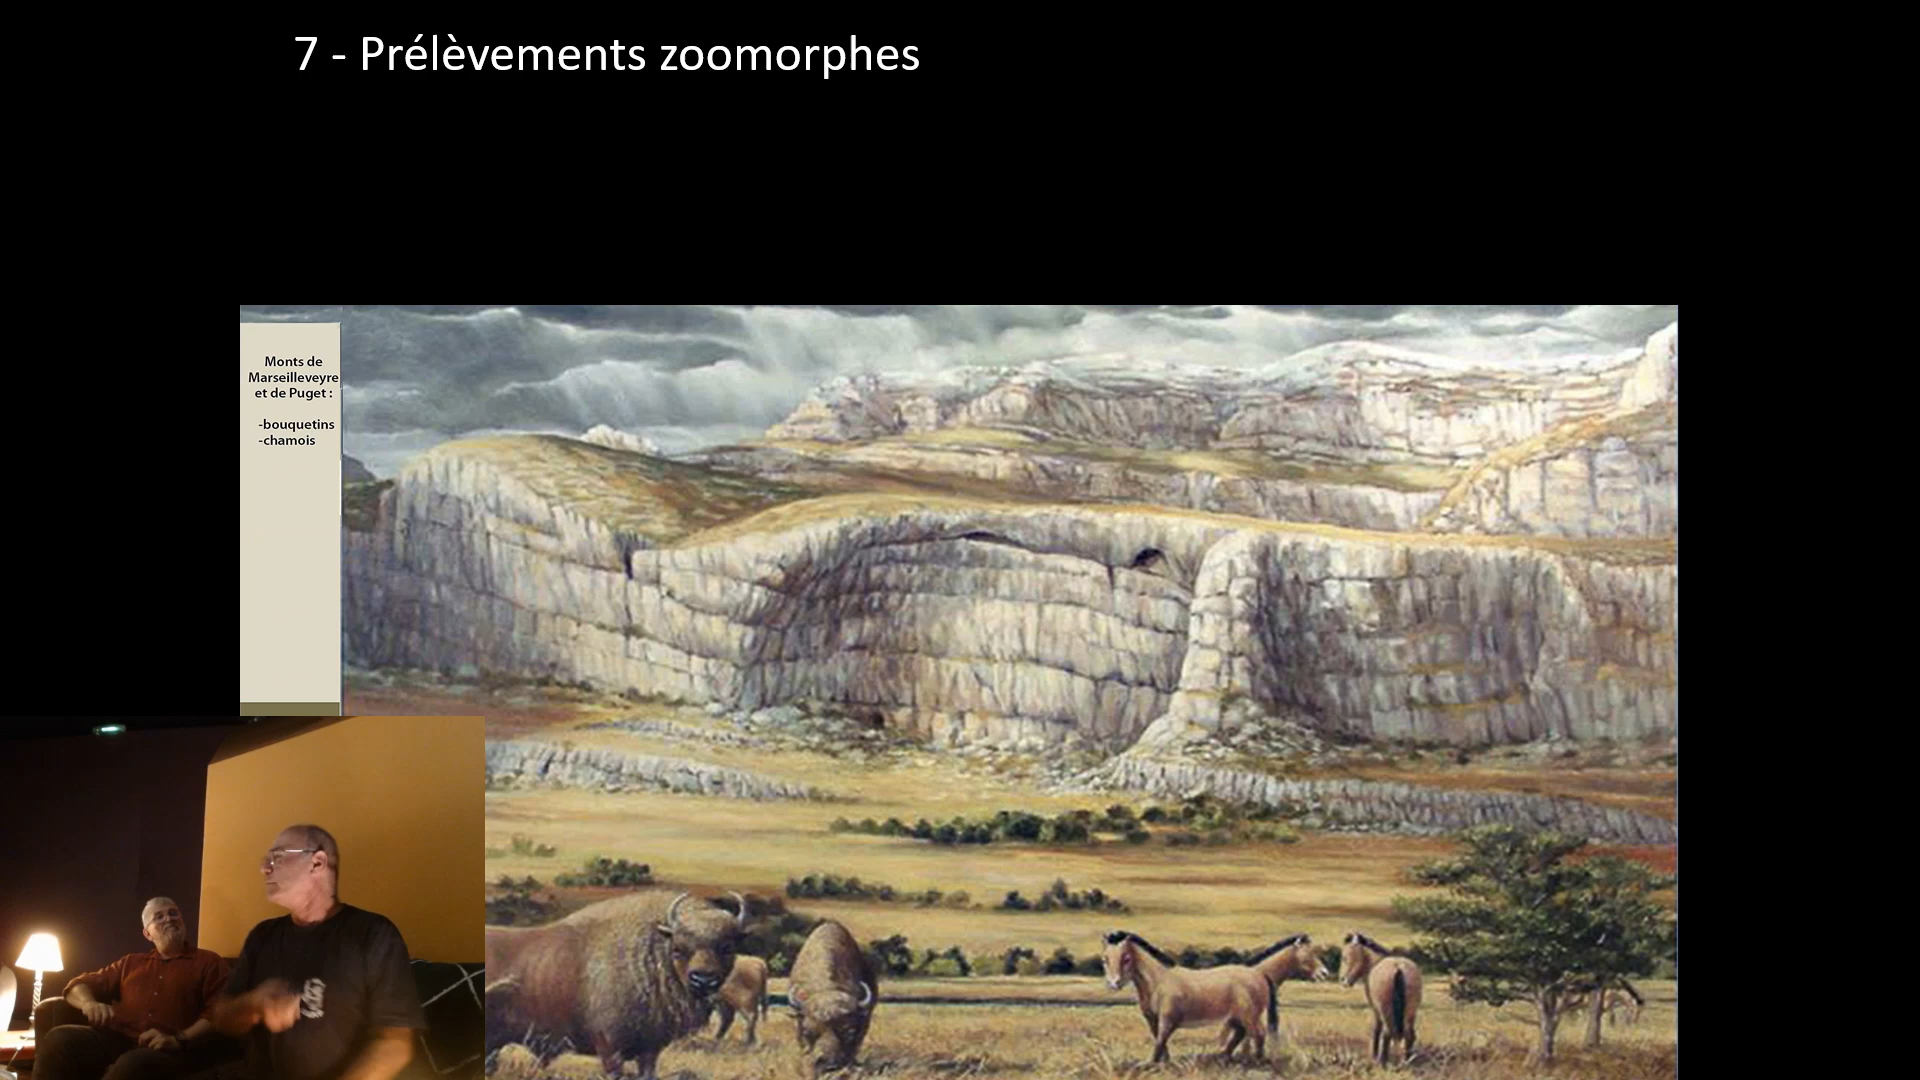 7 - Prélèvements zoomorphes
Monts de
Marseilleveyre
et de Puget :
-bouquetins
-chamois